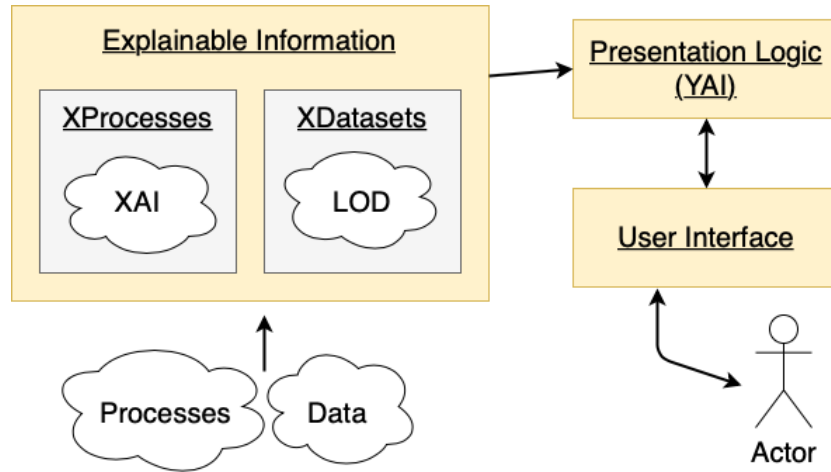 Explainable Information
XProcesses
XDatasets
XAI
LOD
Processes
Data
Presentation Logic
(YAI)
User Interface
Actor